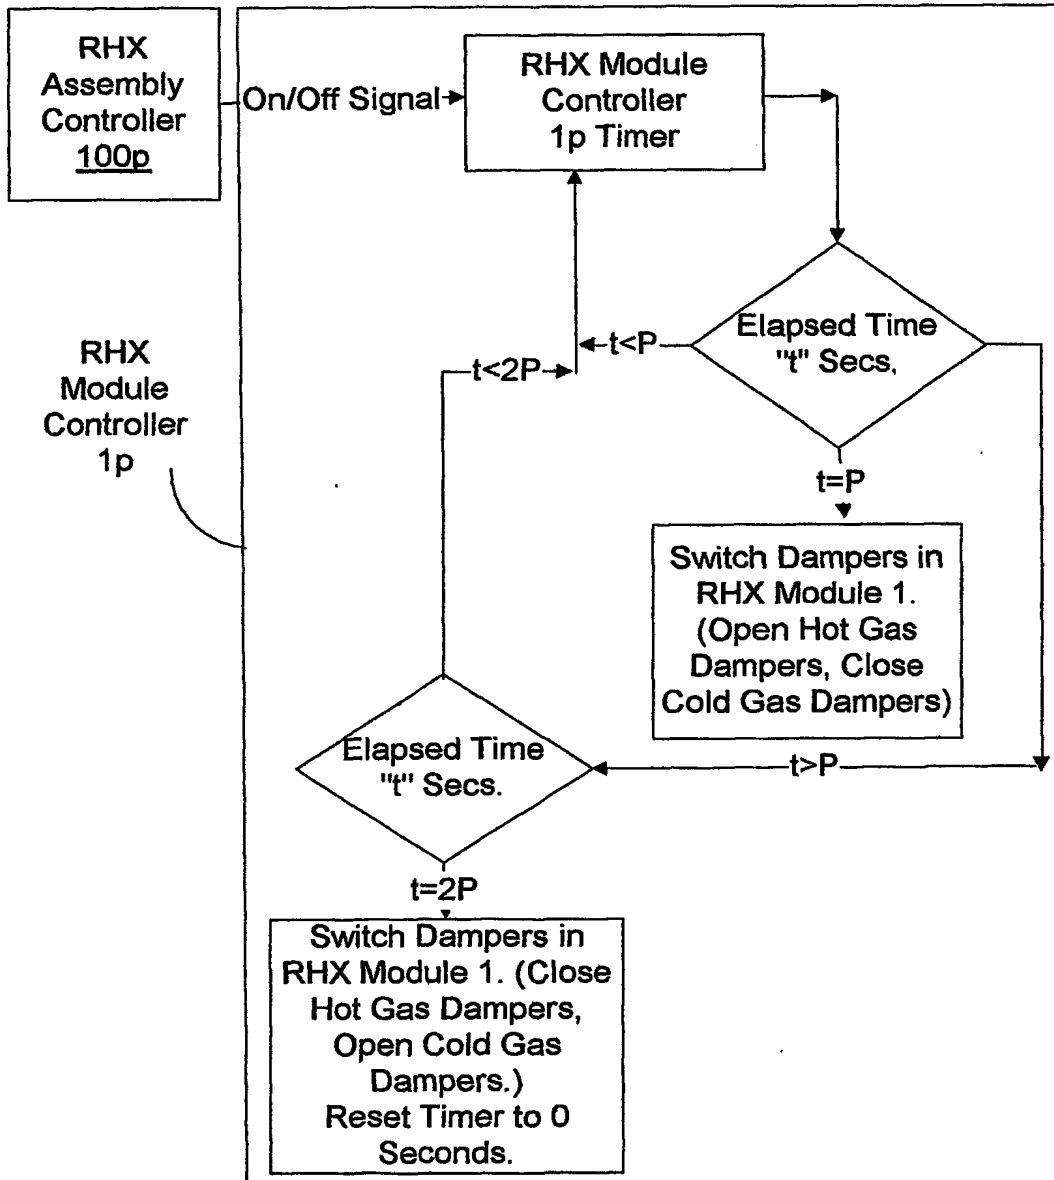 RHX
Assembly
Controller
100p
On/Off Signal
RHX Module
Controller
1p Timer
Elapsed Time
"t" Secs,
t<P
t<2P
RHX
Module
Controller
1p
t=P
Switch Dampers in
RHX Module 1.
(Open Hot Gas
Dampers, Close
Cold Gas Dampers)
t>P
Elapsed Time
"t" Secs.
t=2P
Switch Dampers in
RHX Module 1. (Close
Hot Gas Dampers,
Open Cold Gas
Dampers.)
Reset Timer to 0
Seconds.